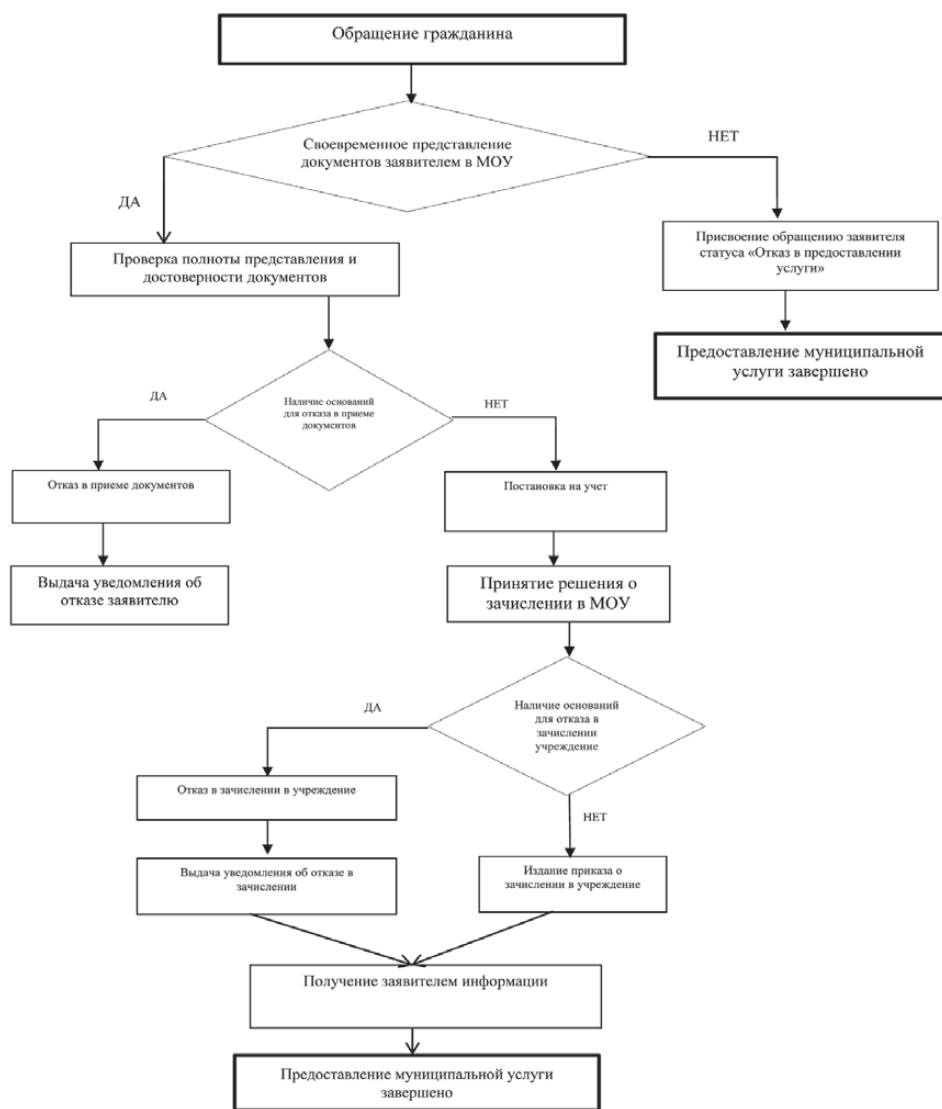 Обращение гражданина
Своевременное представление
документов заявителем в МОУ
НЕТ
ДА
Проверка полноты представления и
достоверности документов
Присвоение обращению заявителя
статуса «Отказ в предоставлении
услуги»
Предоставление муниципальной
услуги завершено
ДА
Наличие оснований
для отказа в приеме
документов
НЕТ
Отказ в приеме документов
Постановка на учет
Выдача уведомления об
отказе заявителю
Принятие решения о
зачислении в МОУ
ДА
Наличие оснований
для отказа в
зачислении
учреждение
Отказ в зачислении в учреждение
НЕТ
Выдача уведомления об отказе в
зачислении
Издание приказа о
зачислении в учреждение
Получение заявителем информации
Предоставление муниципальной услуги
завершено